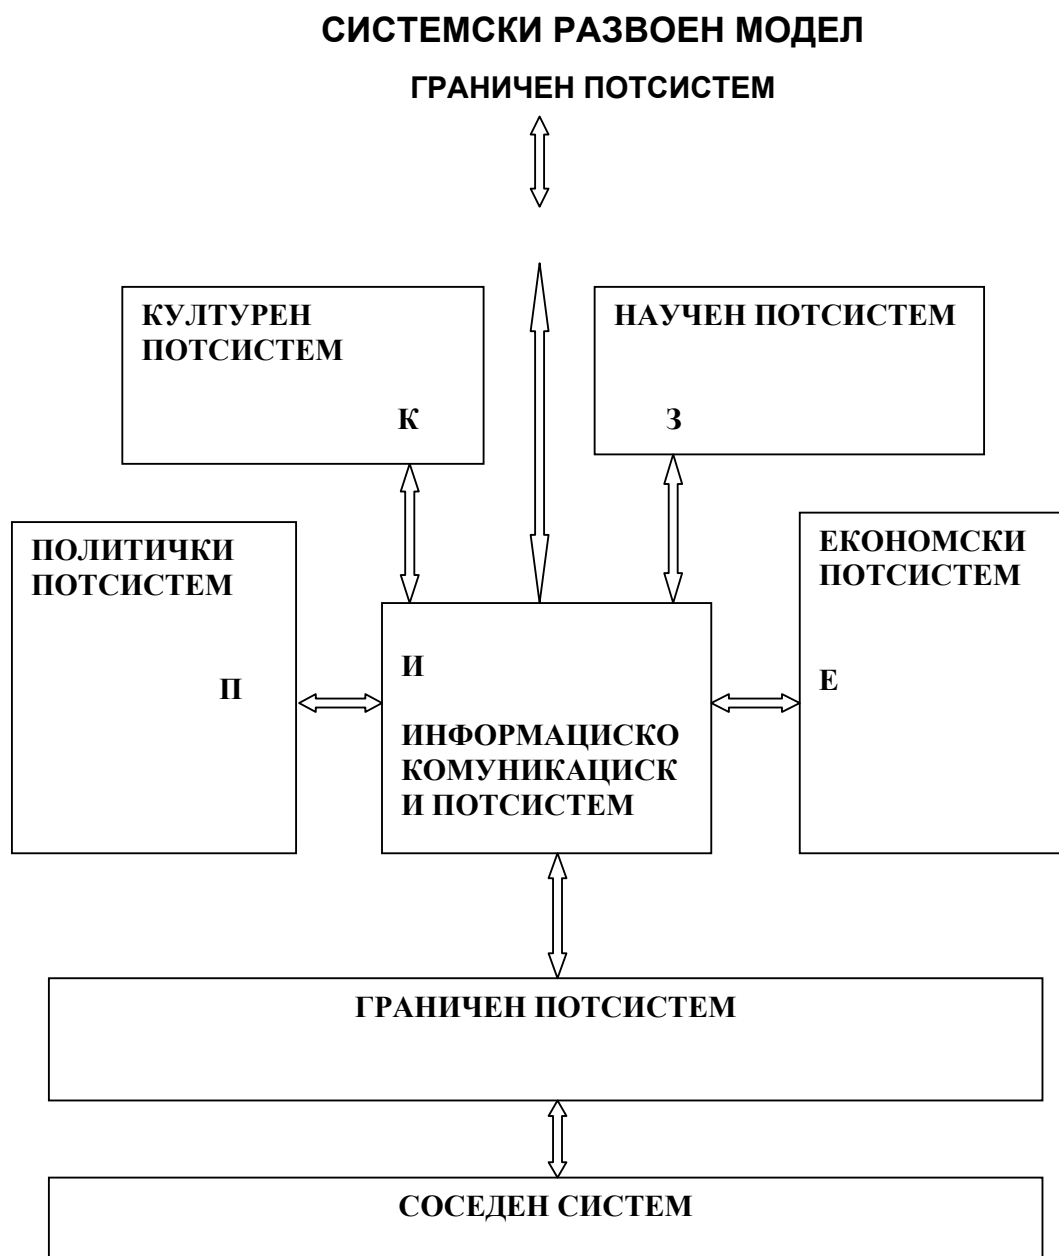 СИСТЕМСКИ РАЗВОЕН МОДЕЛ
ГРАНИЧЕН ПОТСИСТЕМ
КУЛТУРЕН
ПОТСИСТЕМ
К
НАУЧЕН ПОТСИСТЕМ
З
ПОЛИТИЧКИ
ПОТСИСТЕМ
П
И
ИНФОРМАЦИСКО
КОМУНИКАЦИСК
И ПОТСИСТЕМ
ЕКОНОМСКИ
ПОТСИСТЕМ
Е
ГРАНИЧЕН ПОТСИСТЕМ
СОСЕДЕН СИСТЕМ